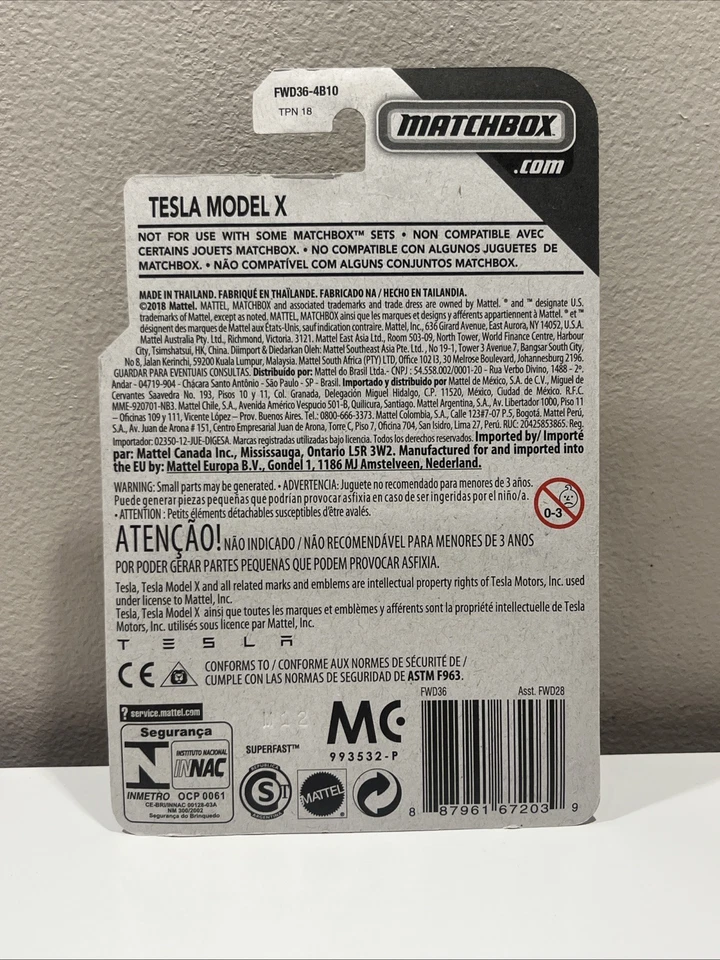 FWD36-4B10
TPN 18
MATCHBOX
.com
TESLA MODEL X
NOT FOR USE WITH SOME MATCHBOX™ SETS • NON COMPATIBLE AVEC
CERTAINS JOUETS MATCHBOX. • NO COMPATIBLE CON ALGUNOS JUGUETES DE
MATCHBOX. • NÃO COMPATÍVEL COM ALGUNS CONJUNTOS MATCHBOX.
MADE IN THAILAND. FABRIQUÉ EN THAÏLANDE. FABRICADO NA / HECHO EN TAILANDIA.
©2018 Mattel. MATTEL, MATCHBOX and associated trademarks and trade dress are owned by Mattel. ® and ™ designate U.S.
trademarks of Mattel, except as noted. MATTEL, MATCHBOX ainsi que les marques et designs y afférents appartiennent à Mattel. ® et ™
désignent des marques de Mattel aux États-Unis, sauf indication contraire. Mattel, Inc., 636 Girard Avenue, East Aurora, NY 14052, U.S.A.
Mattel Australia Pty. Ltd., Richmond, Victoria. 3121. Mattel East Asia Ltd., Room 503-09, North Tower, World Finance Centre, Harbour
City, Tsimshatsui, HK, China. Diimport & Diedarkan Oleh: Mattel Southeast Asia Pte. Ltd., No 19-1, Tower 3 Avenue 7, Bangsar South City,
No 8, Jalan Kerinchi, 59200 Kuala Lumpur, Malaysia. Mattel South Africa (PTY) LTD, Office 102I, 30 Melrose Boulevard, Johannesburg 2196.
GUARDAR PARA EVENTUAIS CONSULTAS. Distribuido por: Mattel do Brasil Ltda.- CNPJ : 54.558.002/0001-20 - Rua Verbo Divino, 1488 - 2º.
Andar - 04719-904 - Chácara Santo Antônio - São Paulo - SP - Brasil. Importado y distribuido por Mattel de México, S.A. de C.V., Miguel de
Cervantes Saavedra No. 193, Pisos 10 y 11, Col. Granada, Delegación Miguel Hidalgo, C.P. 11520, México, Ciudad de México. R.F.C.
MME-920701-NB3. Mattel Chile, S.A., Avenida Américo Vespucio 501-B, Quilicura, Santiago. Mattel Argentina, S.A., Av. Libertador 1000, Piso 11
– Oficinas 109 y 111, Vicente López – Prov. Buenos Aires. Tel.: 0800-666-3373. Mattel Colombia, S.A., Calle 123#7-07 P.5, Bogotá. Mattel Perú,
S.A., Av. Juan de Arona # 151, Centro Empresarial Juan de Arona, Torre C, Piso 7, Oficina 704, San Isidro, Lima 27, Perú. RUC: 20425853865. Reg.
Importador: 02350-12-JUE-DIGESA. Marcas registradas utilizadas bajo licencia. Todos los derechos reservados. Imported by/ Importé
par: Mattel Canada Inc., Mississauga, Ontario L5R 3W2. Manufactured for and imported into
the EU by: Mattel Europa B.V., Gondel 1, 1186 MJ Amstelveen, Nederland.
WARNING: Small parts may be generated. • ADVERTENCIA: Juguete no recomendado para menores de 3 años.
Puede generar piezas pequeñas que podrían provocar asfixia en caso de ser ingeridas por el niño/a.
• ATTENTION : Petits éléments détachables susceptibles d'être avalés.
0-3
ATENÇÃO! NÃO INDICADO / NÃO RECOMENDÁVEL PARA MENORES DE 3 ANOS
POR PODER GERAR PARTES PEQUENAS QUE PODEM PROVOCAR ASFIXIA.
Tesla, Tesla Model X and all related marks and emblems are intellectual property rights of Tesla Motors, Inc. used
under license to Mattel, Inc.
Tesla, Tesla Model X ainsi que toutes les marques et emblèmes y afférents sont la propriété intellectuelle de Tesla
Motors, Inc. utilisés sous licence par Mattel, Inc.
TESLA
CE
CONFORMS TO / CONFORME AUX NORMES DE SÉCURITÉ DE /
CUMPLE CON LAS NORMAS DE SEGURIDAD DE ASTM F963.
FWD36 Asst. FWD28
? service.mattel.com
Segurança
INSTITUTO NACIONAL
INNAC
INMETRO OCP 0061
CE-BRI/INNAC 00128-03A
NM 300/2002
Segurança do Brinquedo
SUPERFAST™
MC
993532-P
REPUBLICA
S
ARGENTINA
MATTEL
®
8 87961 67203 9